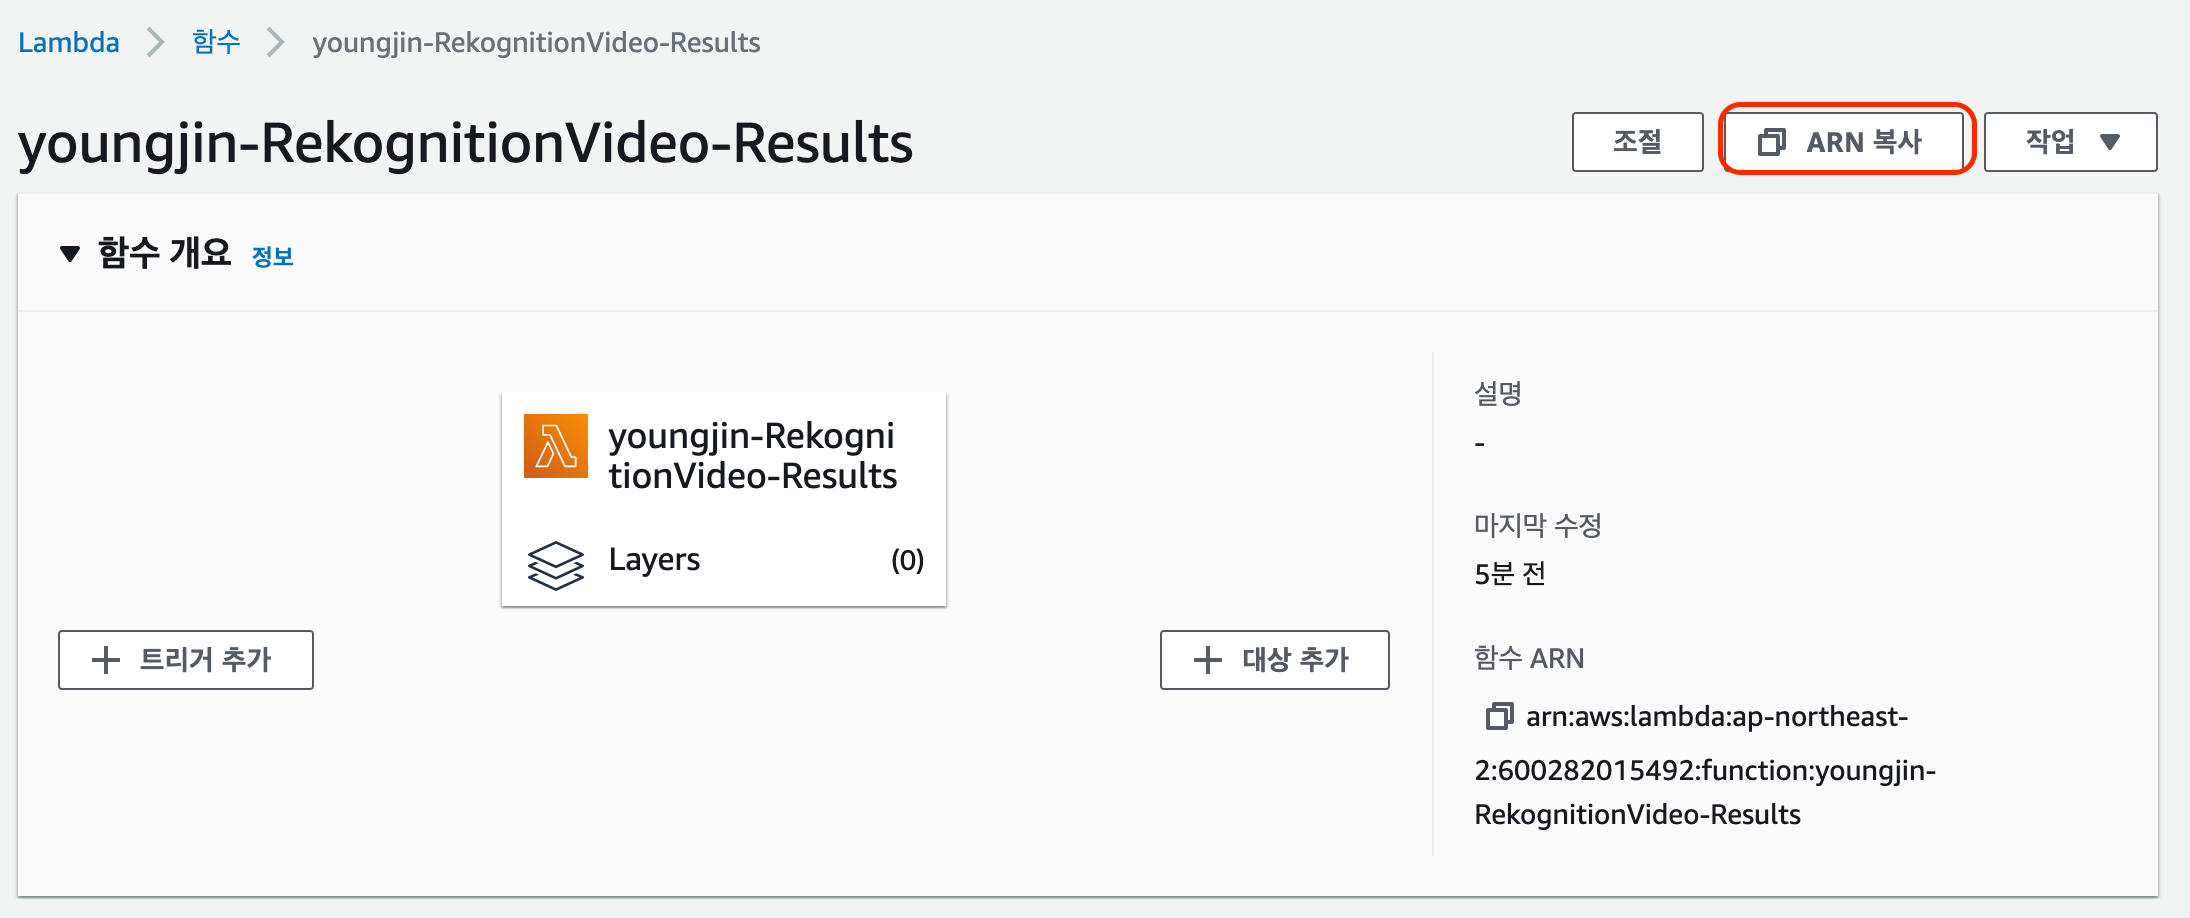 Lambda > 함수 > youngjin-RekognitionVideo-Results
youngjin-RekognitionVideo-Results
조절
ARN 복사
작업
함수 개요 정보
youngjin-Rekogni
tionVideo-Results
Layers (0)
트리거 추가
대상 추가
설명
-
마지막 수정
5분 전
함수 ARN
arn:aws:lambda:ap-northeast-
2:600282015492:function:youngjin-
RekognitionVideo-Results